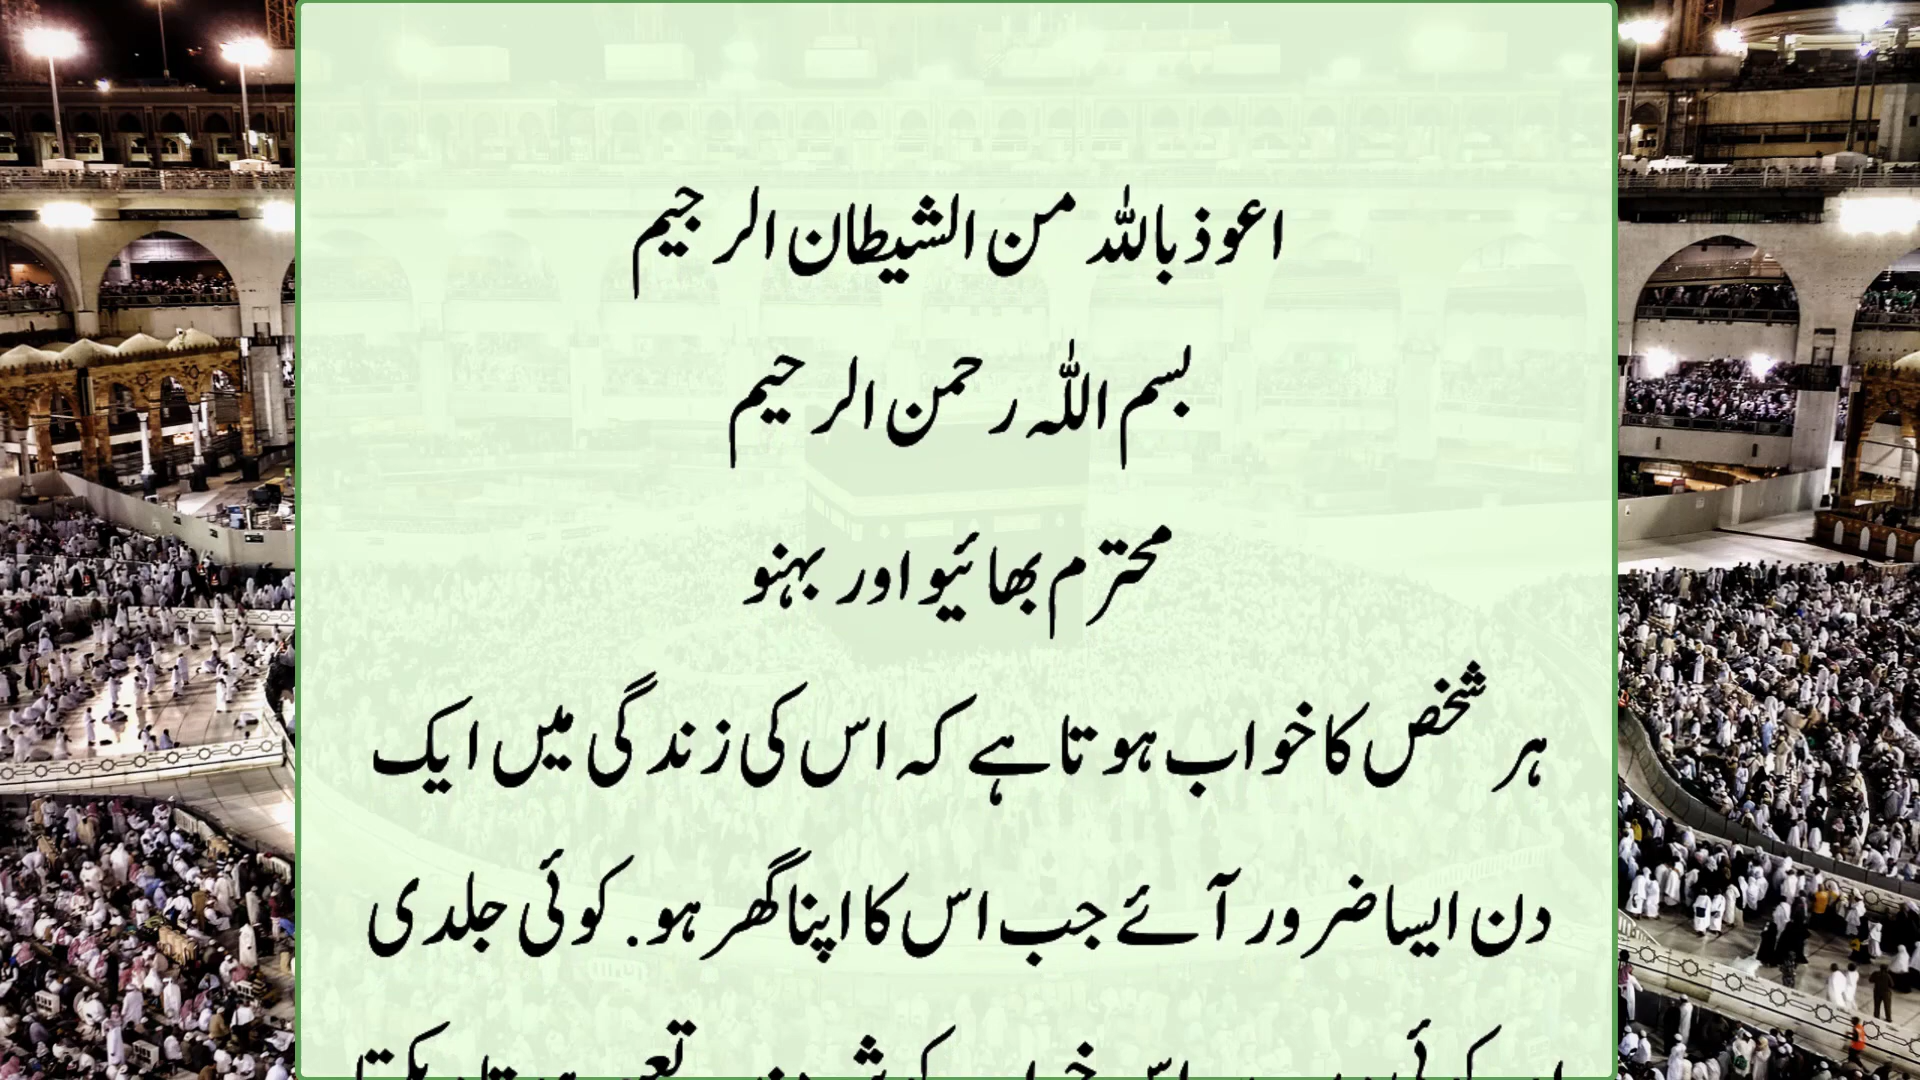 اعوذ باللہ من الشیطان الرجیم
بسم اللہ رحمن الرحیم
محترم بھائیو اور بہنو
ہر شخص کا خواب ہوتا ہے کہ اس کی زندگی میں ایک
دن ایسا ضرور آئے جب اس کا اپنا گھر ہو. کوئی جلدی